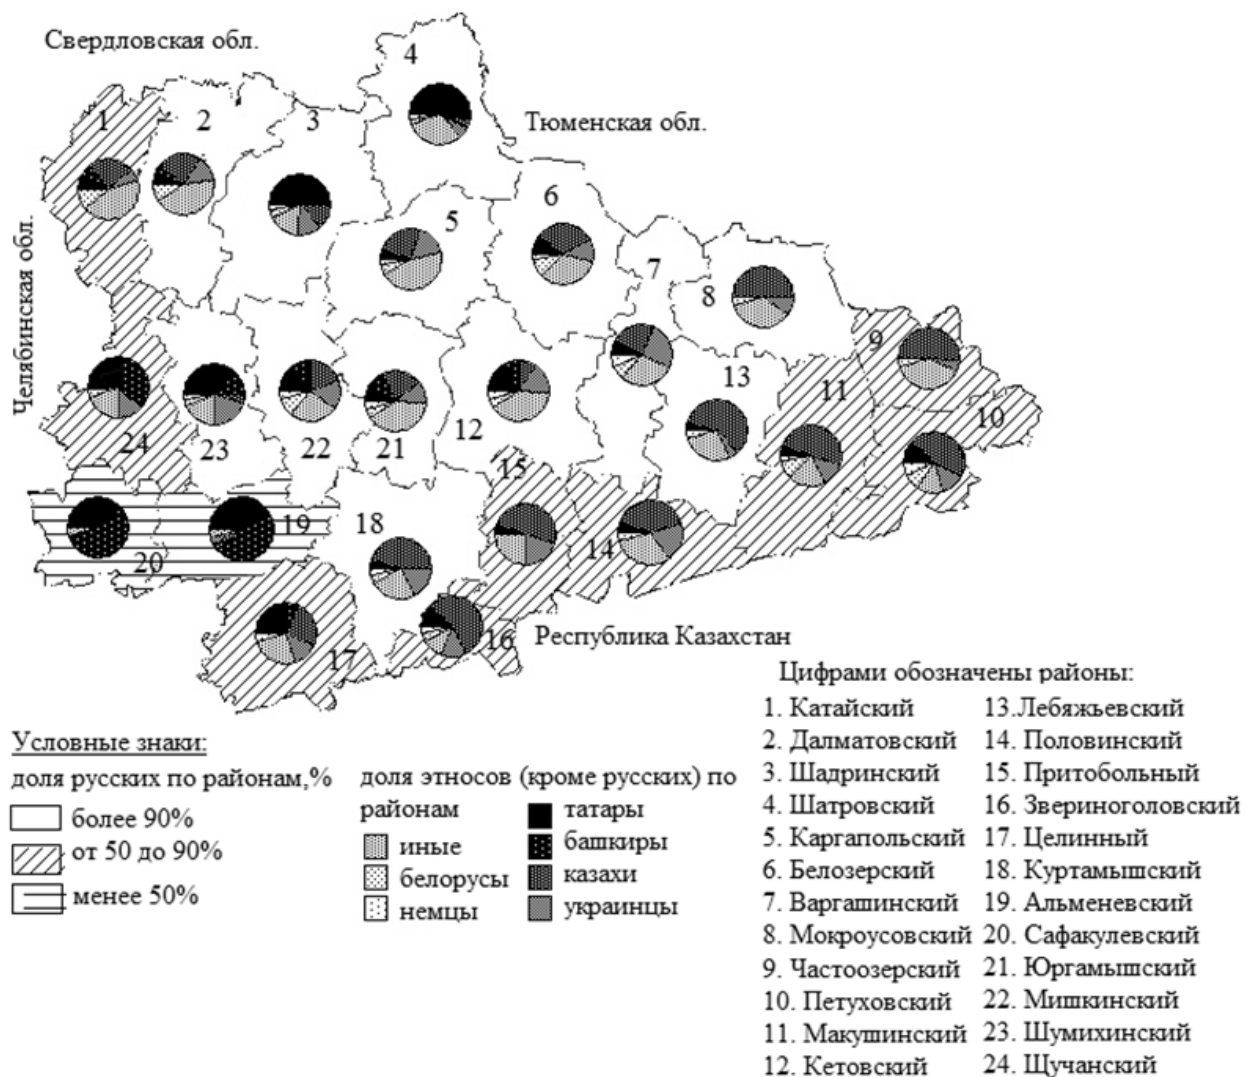 Свердловская обл.
4
Тюменская обл.
1
2
3
Челябинская обл.
5
6
7
8
9
10
11
13
12
24
23
22
21
15
14
18
19
20
16
17
Республика Казахстан
Условные знаки:
доля русских по районам,%
более 90%
от 50 до 90%
менее 50%
доля этносов (кроме русских) по
районам
иные
белорусы
немцы
татары
башкиры
казахи
украинцы
Цифрами обозначены районы:
1. Катайский
2. Далматовский
3. Шадринский
4. Шатровский
5. Каргапольский
6. Белозерский
7. Варгашинский
8. Мокроусовский
9. Частоозерский
10. Петуховский
11. Макушинский
12. Кетовский
13.Лебяжьевский
14. Половинский
15. Притобольный
16. Звериноголовский
17. Целинный
18. Куртамышский
19. Альменевский
20. Сафакулевский
21. Юргамышский
22. Мишкинский
23. Шумихинский
24. Щучанский